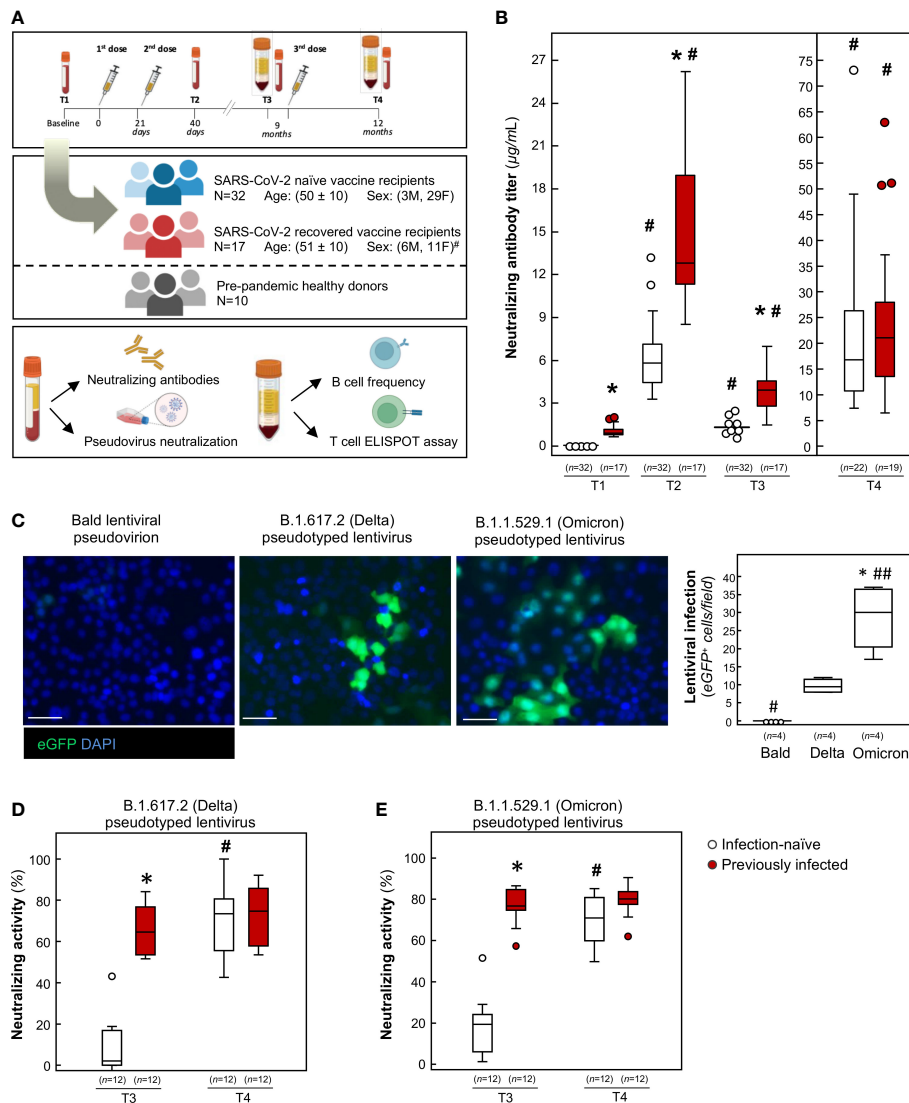 A
1st dose 2nd dose 3rd dose
T1 T2 T3 T4
Baseline 0 21 days 40 days 9 months 12 months
SARS-CoV-2 naïve vaccine recipients
N=32 Age: (50 ± 10) Sex: (3M, 29F)
SARS-CoV-2 recovered vaccine recipients
N=17 Age: (51 ± 10) Sex: (6M, 11F)#
Pre-pandemic healthy donors
N=10
Neutralizing antibodies
Pseudovirus neutralization
B cell frequency
T cell ELISPOT assay
B
Neutralizing antibody titer (µg/mL)
27
24
21
18
15
12
9
6
3
0
75
70
65
60
55
50
45
40
35
30
25
20
15
10
5
0
*
#
* #
#
* #
#
#
(n=32) (n=17) (n=32) (n=17) (n=32) (n=17) (n=22) (n=19)
T1 T2 T3 T4
C
Bald lentiviral
pseudovirion
B.1.617.2 (Delta)
pseudotyped lentivirus
B.1.1.529.1 (Omicron)
pseudotyped lentivirus
eGFP DAPI
Lentiviral infection
(eGFP+ cells/field)
40
35
30
25
20
15
10
5
0
#
* ##
(n=4) (n=4) (n=4)
Bald Delta Omicron
D
B.1.617.2 (Delta)
pseudotyped lentivirus
Neutralizing activity (%)
100
80
60
40
20
0
*
#
(n=12) (n=12) (n=12) (n=12)
T3 T4
E
B.1.1.529.1 (Omicron)
pseudotyped lentivirus
Neutralizing activity (%)
100
80
60
40
20
0
*
#
(n=12) (n=12) (n=12) (n=12)
T3 T4
Infection-naïve
Previously infected